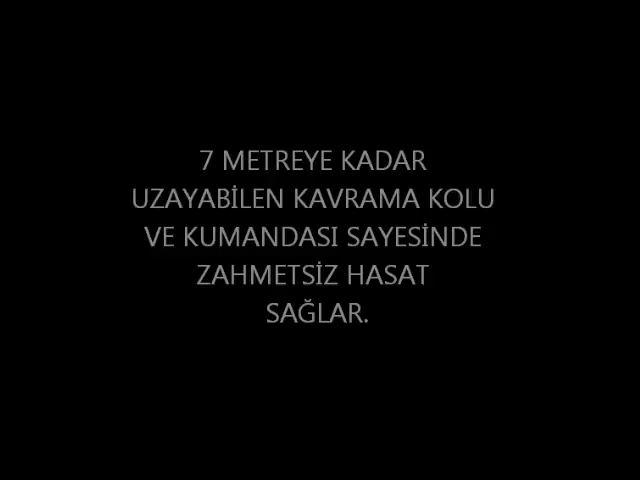 7 METREYE KADAR
UZAYABİLEN KAVRAMA KOLU
VE KUMANDASI SAYESİNDE
ZAHMETSİZ HASAT
SAĞLAR.